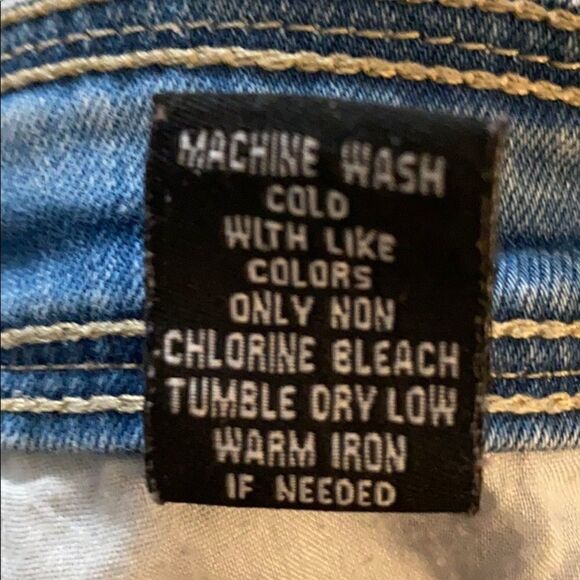 MACHINE WASH
COLD
WITH LIKE
COLORS
ONLY NON
CHLORINE BLEACH
TUMBLE DRY LOW
WARM IRON
IF NEEDED